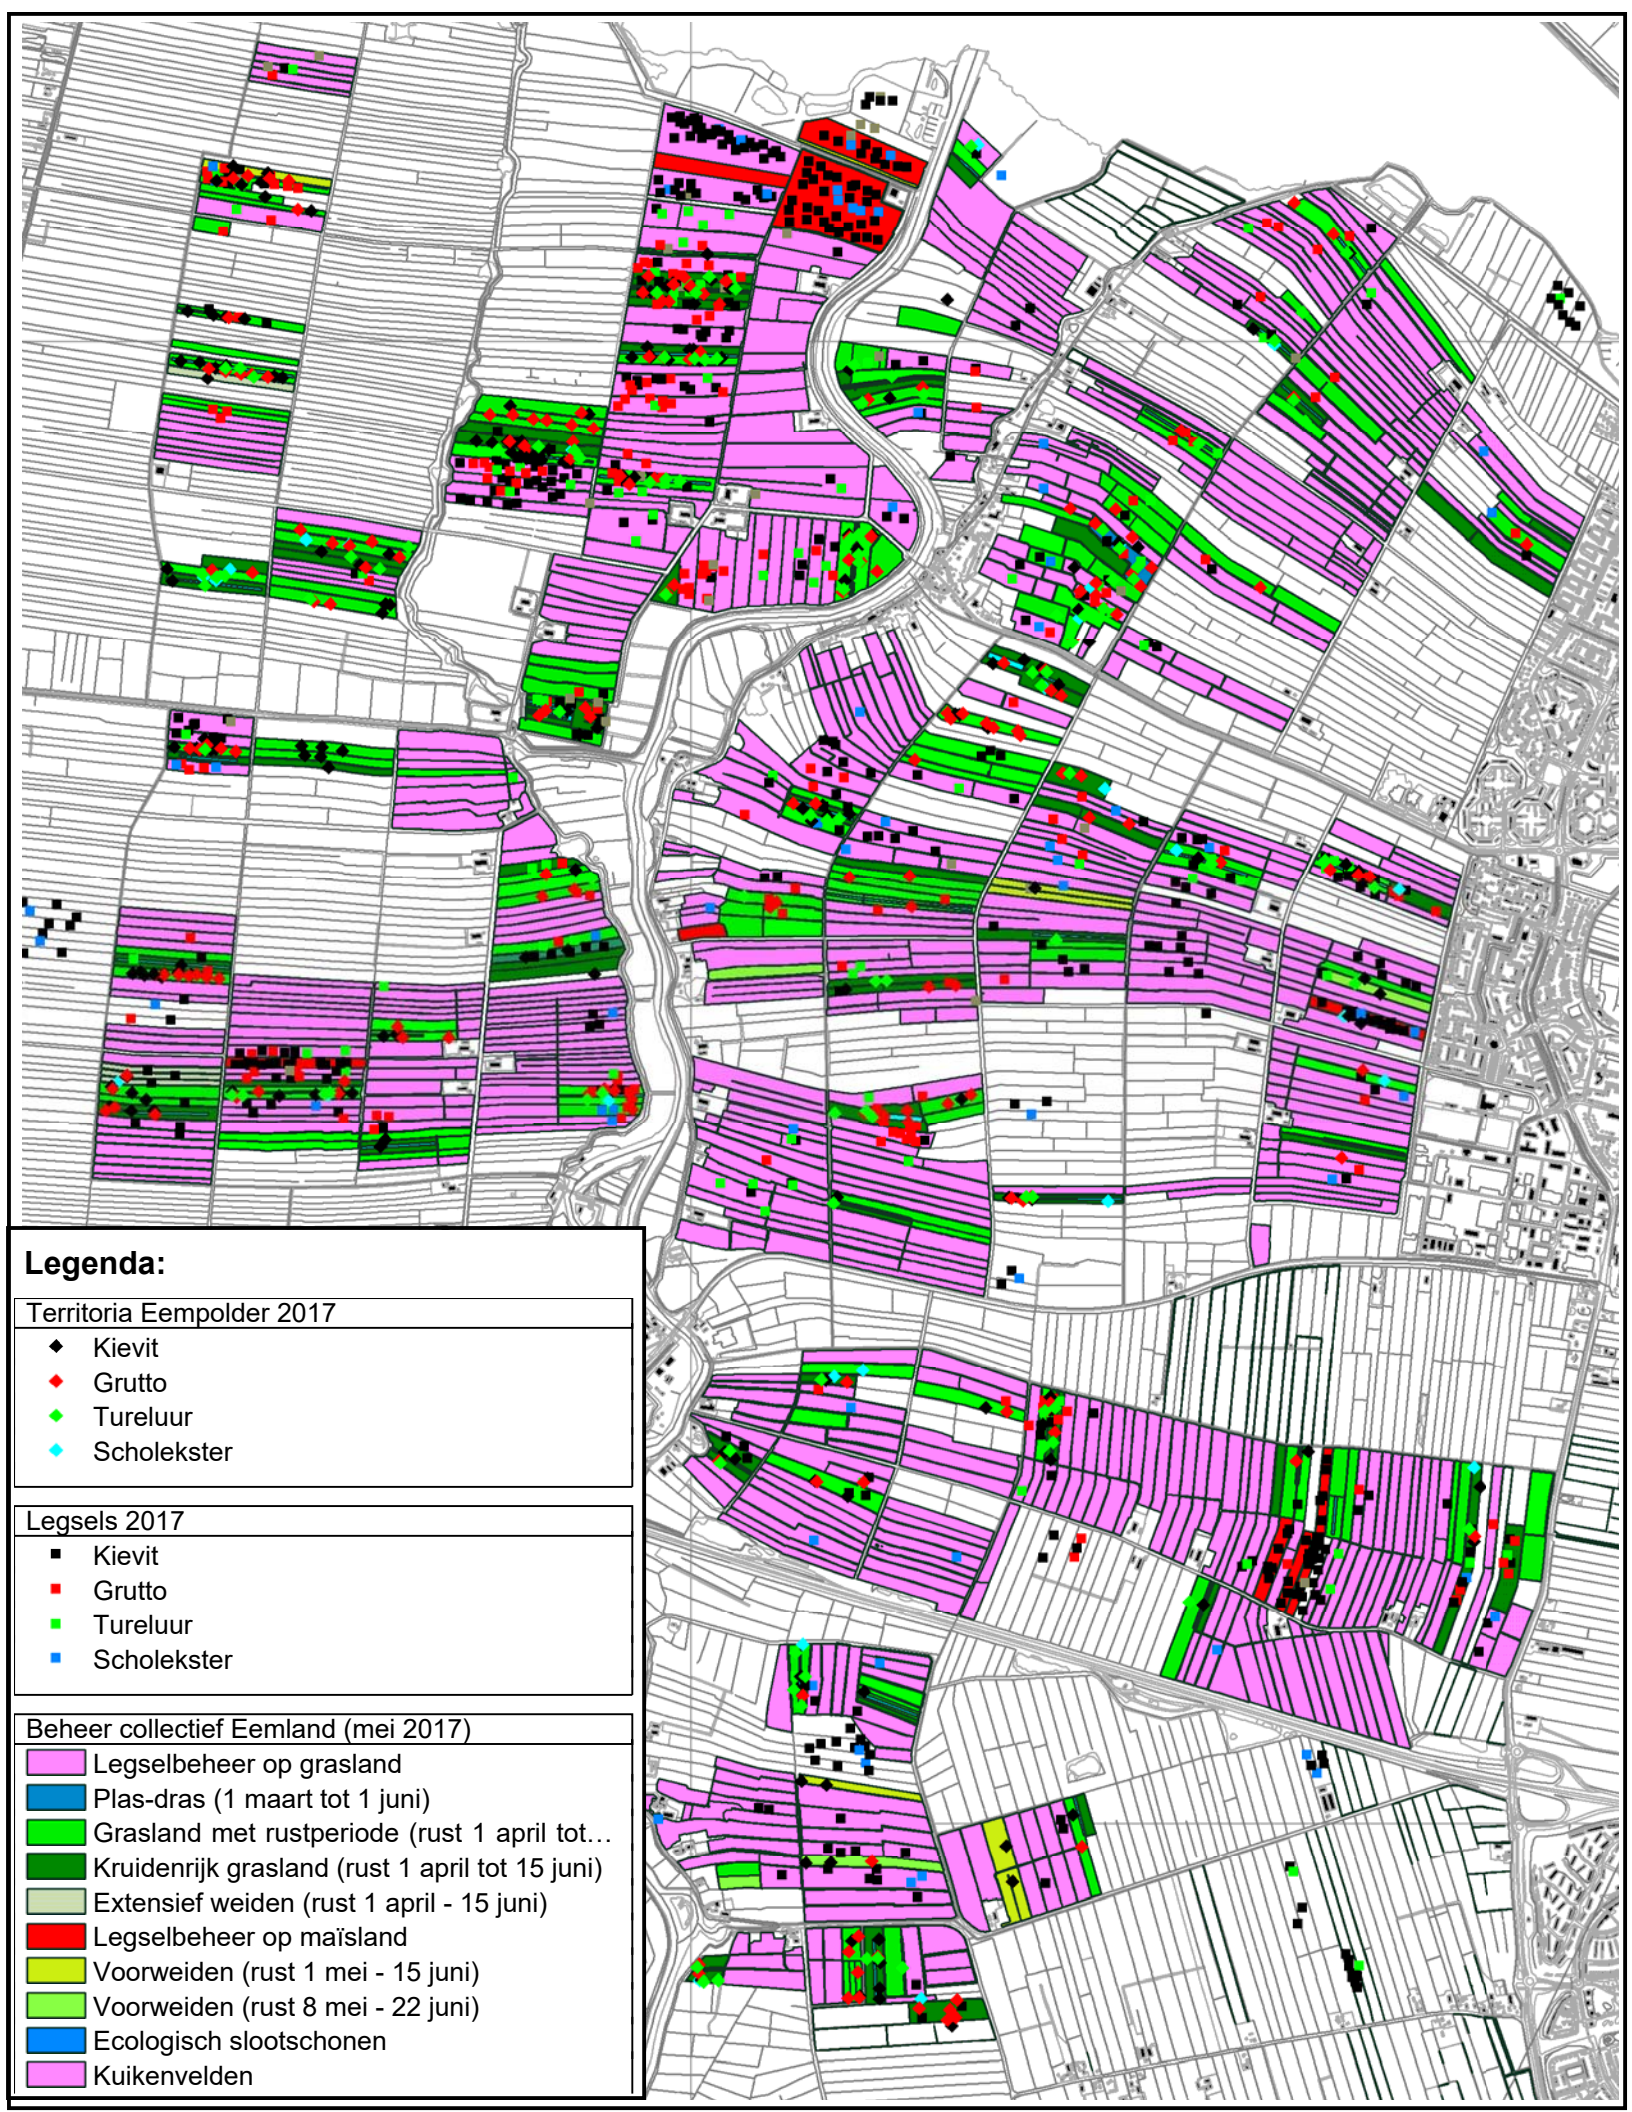 Legenda:
Territoria Eempolder 2017
Kievit
Grutto
Tureluur
Scholekster
Legsels 2017
Kievit
Grutto
Tureluur
Scholekster
Beheer collectief Eemland (mei 2017)
Legselbeheer op grasland
Plas-dras (1 maart tot 1 juni)
Grasland met rustperiode (rust 1 april tot…
Kruidenrijk grasland (rust 1 april tot 15 juni)
Extensief weiden (rust 1 april - 15 juni)
Legselbeheer op maïsland
Voorweiden (rust 1 mei - 15 juni)
Voorweiden (rust 8 mei - 22 juni)
Ecologisch slootschonen
Kuikenvelden